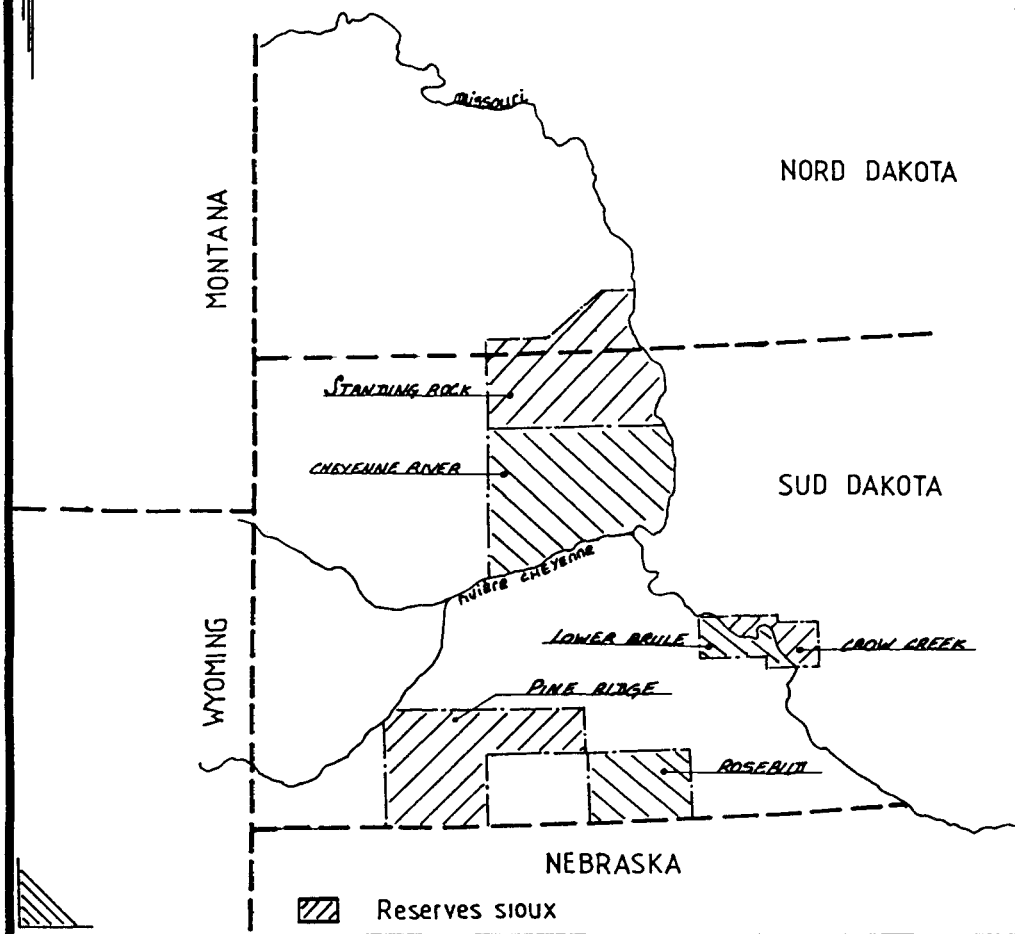 Missouri
NORD DAKOTA
MONTANA
STANDING ROCK
CHEYENNE RIVER
SUD DAKOTA
RIVIÈRE CHEYENNE
LOWER BRULE
CROW CREEK
WYOMING
PINE RIDGE
ROSEBUD
NEBRASKA
Reserves sioux